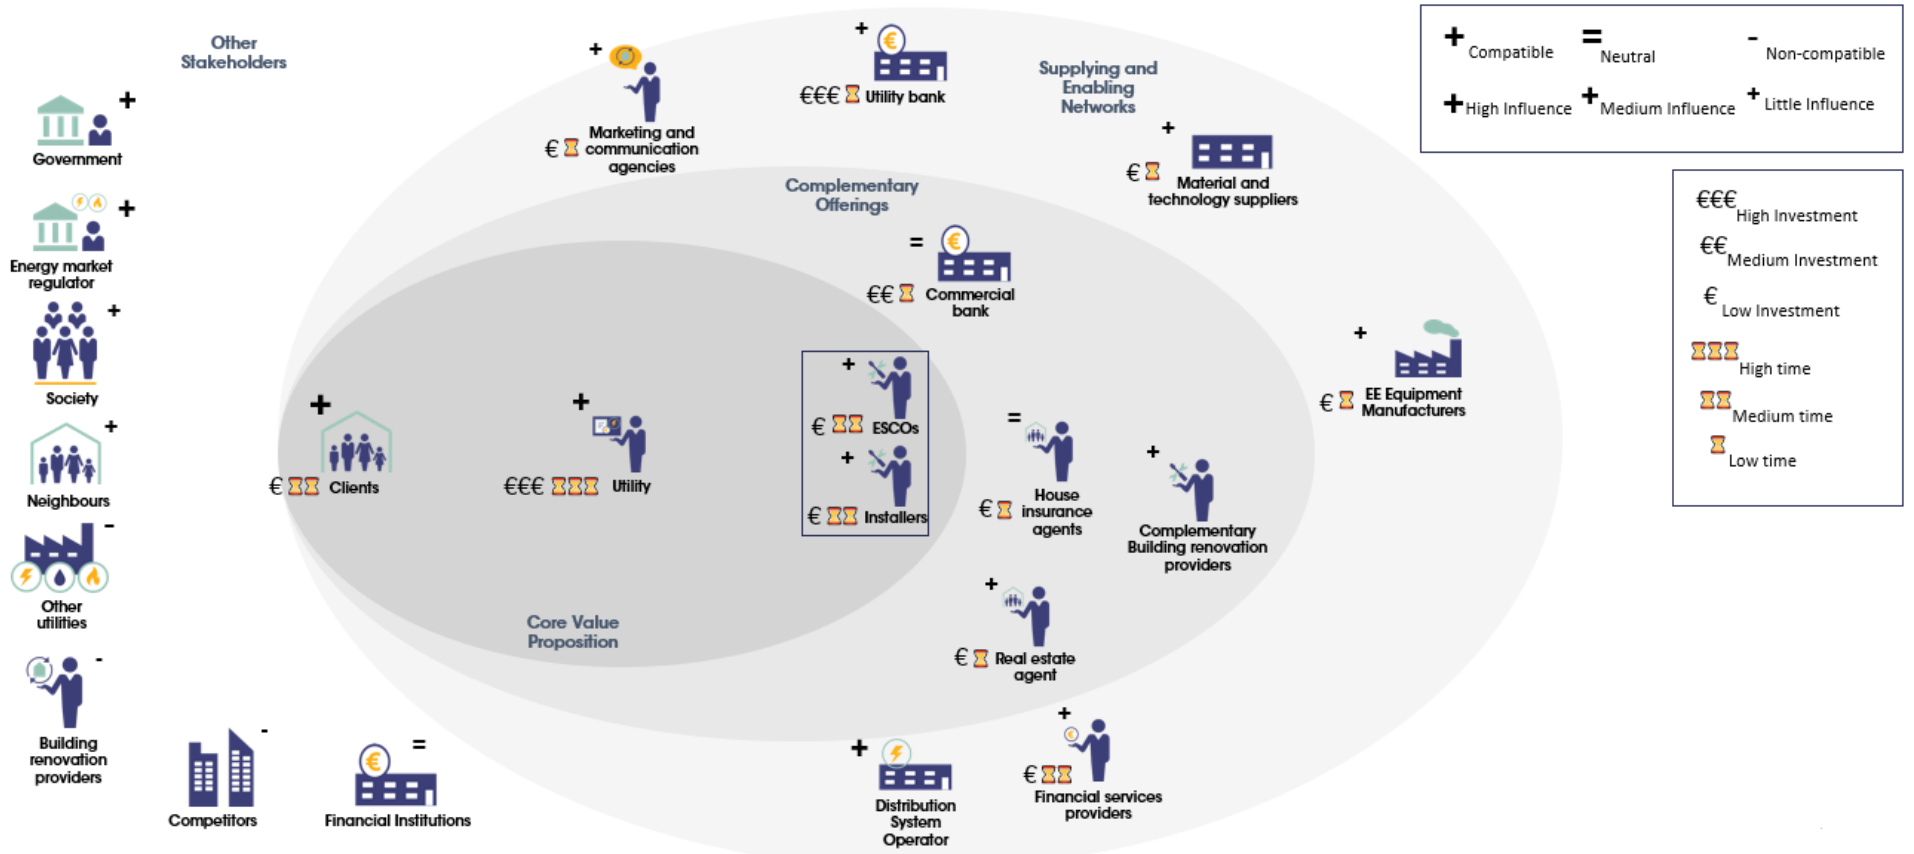 Other
Stakeholders
+
Government
+
Energy market
regulator
+
Society
+
Neighbours
-
Other
utilities
-
Building
renovation
providers
-
Competitors
=
Financial Institutions
+
€ Marketing and
communication
agencies
+
€
€€€ Utility bank
Supplying and
Enabling
Networks
+
€ Material and
technology suppliers
Complementary
Offerings
=
€
€€ Commercial
bank
+
€ Clients
+
€€€ Utility
+
€ ESCOs
+
€ Installers
=
€ House
insurance
agents
+
Complementary
Building renovation
providers
+
€ EE Equipment
Manufacturers
Core Value
Proposition
+
€ Real estate
agent
+
Distribution
System
Operator
+
€
€ Financial services
providers
+ Compatible = Neutral - Non-compatible
+ High Influence + Medium Influence + Little Influence
€€€ High Investment
€€ Medium Investment
€ Low Investment
High time
Medium time
Low time